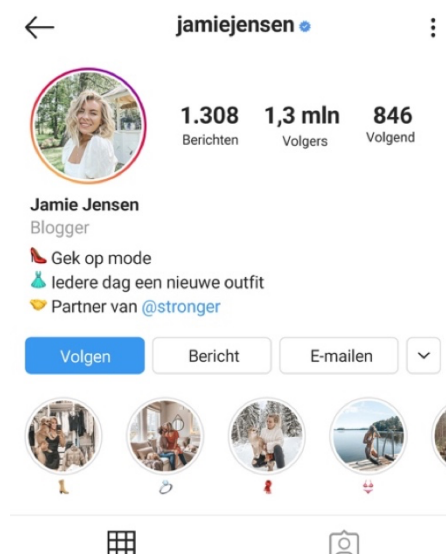 jamiejensen
1.308 1,3 mln 846
Berichten Volgers Volgend
Jamie Jensen
Blogger
👠 Gek op mode
👗 Iedere dag een nieuwe outfit
🤝 Partner van @stronger
Volgen Bericht E-mailen